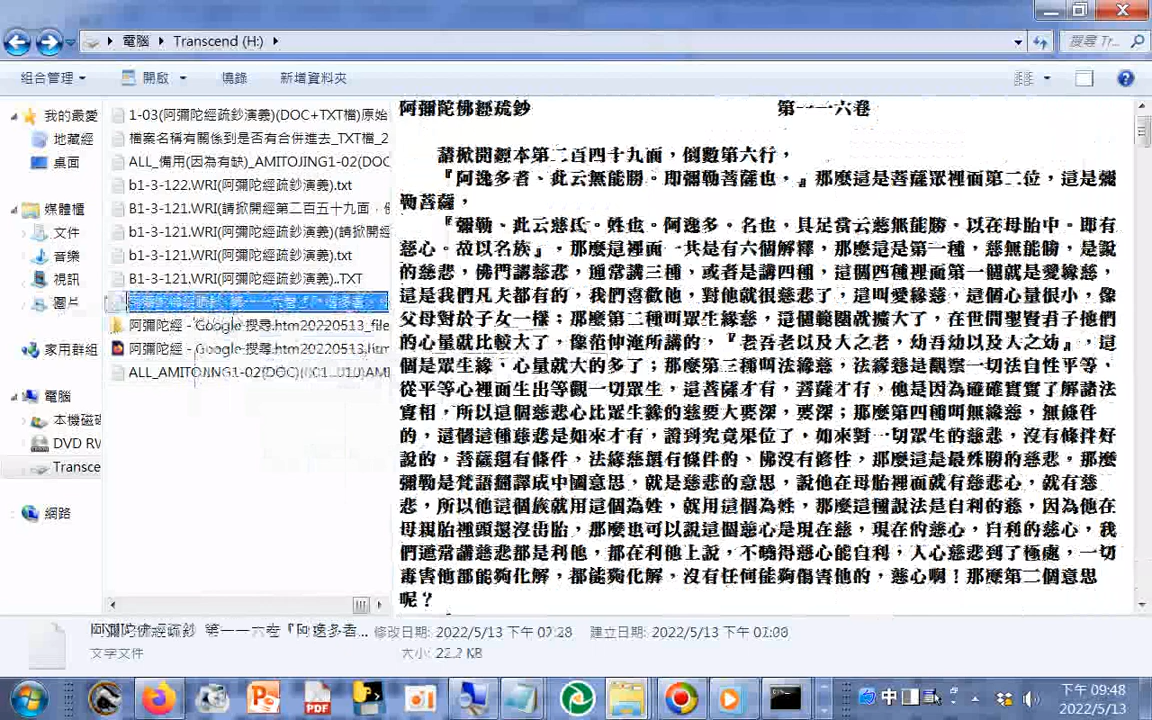 電腦 Transcend (H:)
搜尋 Tr...
組合管理 開啟 燒錄 新增資料夾
我的最愛
地藏經
桌面
媒體櫃
文件
音樂
視訊
圖片
家用群組
電腦
本機磁碟
DVD RW
Transce
網路
1-03(阿彌陀經疏鈔演義)(DOC+TXT檔)原始
檔案名稱有關係到是否有合併進去_TXT檔_2
ALL_備用(因為有缺)_AMITOJING1-02(DOC
b1-3-122.WRI(阿彌陀經疏鈔演義).txt
B1-3-121.WRI(請掀開經本第二百五十九面，
b1-3-121.WRI(阿彌陀經疏鈔演義)(請掀開經
b1-3-121.WRI(阿彌陀經疏鈔演義).txt
B1-3-121.WRI(阿彌陀經疏鈔演義)..TXT
阿彌陀經 - Google 搜尋.htm20220513_file
阿彌陀經 - Google 搜尋.htm20220513.htm
阿彌陀佛經疏鈔 第一一六卷
請掀開經本第二百四十九面，倒數第六行，
『阿逸多者、此云無能勝。即彌勒菩薩也，』那麼這是菩薩眾裡面第二位，這是彌
勒菩薩，
『彌勒、此云慈氏。姓也。阿逸多。名也，具足當云慈無能勝。以在母胎中。即有
慈心。故以名族』，那麼這裡面一共是有六個解釋，那麼這是第一種，慈無能勝，是說
的慈悲，佛門講慈悲，通常講三種，或者是講四種，這個四種裡面第一個就是愛緣慈，
這是我們凡夫都有的，我們喜歡他，對他就很慈悲了，這叫愛緣慈，這個心量很小，像
父母對於子女一樣；那麼第二種叫眾生緣慈，這個範圍就擴大了，在世間聖賢君子他們
的心量就比較大了，像范仲淹所講的，『老吾老以及人之老，幼吾幼以及人之幼』，這
個是眾生緣、心量就大的多了；那麼第三種叫法緣慈，法緣慈是觀察一切法自性平等，
從平等心裡面生出等觀一切眾生，這菩薩才有，菩薩才有，他是因為確確實實了解諸法
實相，所以這個慈悲心比眾生緣的慈要大要深，要深；那麼第四種叫無緣慈，無條件
的，這個這種慈悲是如來才有，證到究竟果位了，如來對一切眾生的慈悲，沒有條件好
說的，菩薩還有條件，法緣慈還有條件的、佛沒有條件，那麼這是最殊勝的慈悲。那麼
彌勒是梵語翻譯成中國意思，就是慈悲的意思，說他在母胎裡面就有慈悲心，就有慈
悲，所以他這個族就用這個為姓，就用這個為姓，那麼這種說法是自利的慈，因為他在
母親胎裡頭還沒出胎，那麼也可以說這個慈心是現在慈，現在的慈心，自利的慈心，我
們通常講慈悲都是利他，都在利他上說，不曉得慈心能自利，人心慈悲到了極處，一切
毒害他都能夠化解，都能夠化解，沒有任何能夠傷害他的，慈心啊！那麼第二個意思
呢？
阿彌陀佛經疏鈔 第一一六卷『阿逸多者... 修改日期: 2022/5/13 下午 07:28 建立日期: 2022/5/13 下午 07:08
文字文件 大小: 22.2 KB
中
下午 09:48
2022/5/13